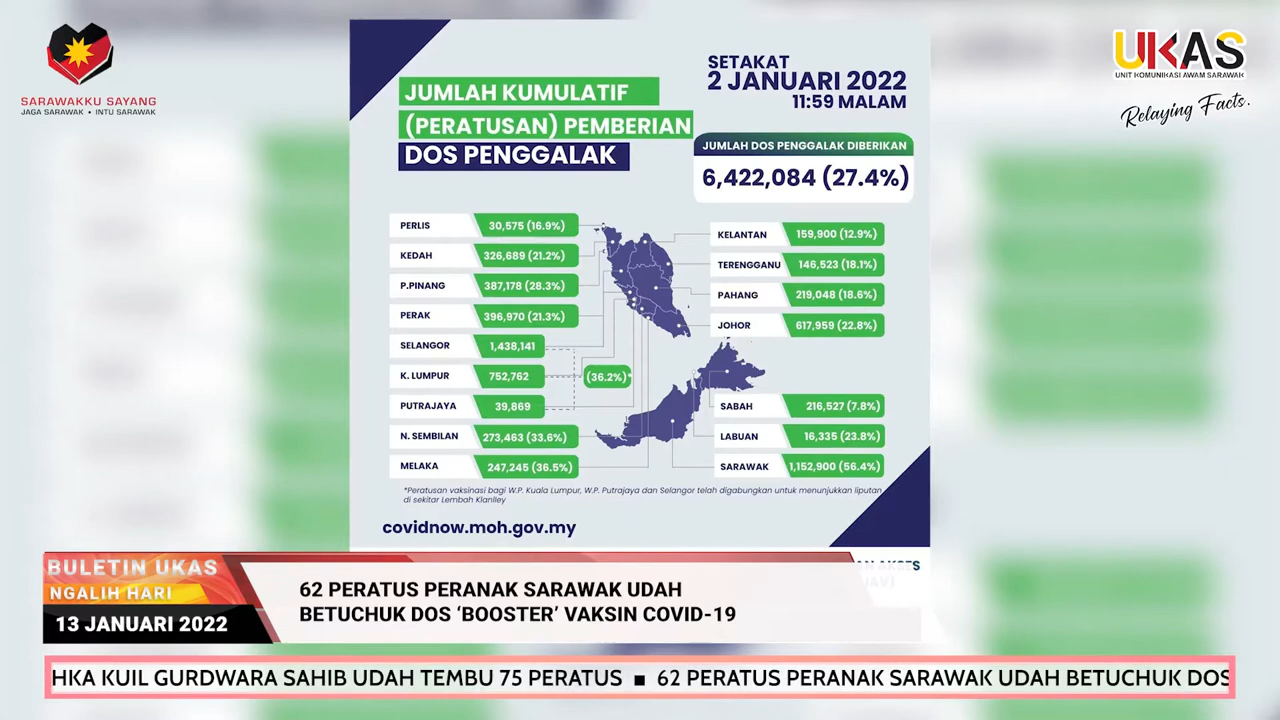 SARAWAKKU SAYANG
JAGA SARAWAK • INTU SARAWAK
UKAS
UNIT KOMUNIKASI AWAM SARAWAK
Relaying Facts.
SETAKAT
2 JANUARI 2022
11:59 MALAM
JUMLAH KUMULATIF
(PERATUSAN) PEMBERIAN
DOS PENGGALAK
JUMLAH DOS PENGGALAK DIBERIKAN
6,422,084 (27.4%)
PERLIS 30,575 (16.9%)
KEDAH 326,689 (21.2%)
P.PINANG 387,178 (28.3%)
PERAK 396,970 (21.3%)
SELANGOR 1,438,141
K. LUMPUR 752,762 (36.2%)*
PUTRAJAYA 39,869
N. SEMBILAN 273,463 (33.6%)
MELAKA 247,245 (36.5%)
KELANTAN 159,900 (12.9%)
TERENGGANU 146,523 (18.1%)
PAHANG 219,048 (18.6%)
JOHOR 617,959 (22.8%)
SABAH 216,527 (7.8%)
LABUAN 16,335 (23.8%)
SARAWAK 1,152,900 (56.4%)
*Peratusan vaksinasi bagi W.P. Kuala Lumpur, W.P. Putrajaya dan Selangor telah digabungkan untuk menunjukkan liputan
di sekitar Lembah Klanlley
covidnow.moh.gov.my
AKSES
BULETIN UKAS
NGALIH HARI
13 JANUARI 2022
62 PERATUS PERANAK SARAWAK UDAH
BETUCHUK DOS ‘BOOSTER’ VAKSIN COVID-19
HKA KUIL GURDWARA SAHIB UDAH TEMBU 75 PERATUS ■ 62 PERATUS PERANAK SARAWAK UDAH BETUCHUK DOS